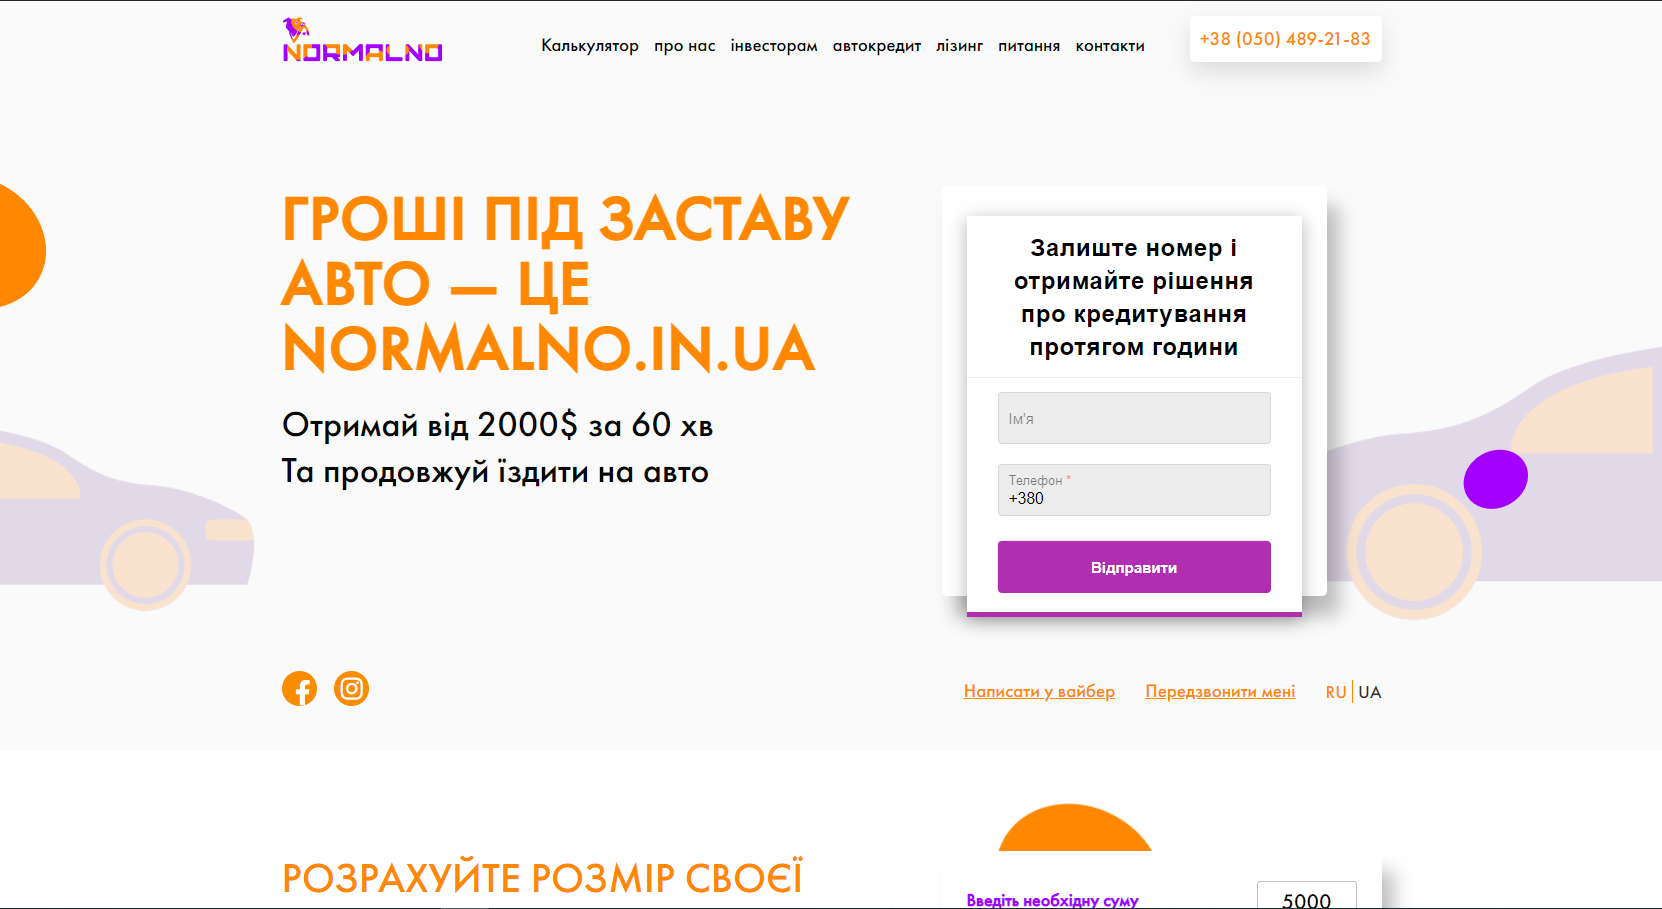 NORMALNO
Калькулятор про нас інвесторам автокредит лізинг питання контакти
+38 (050) 489-21-83
ГРОШІ ПІД ЗАСТАВУ
АВТО — ЦЕ
NORMALNO.IN.UA
Отримай від 2000$ за 60 хв
Та продовжуй їздити на авто
Залиште номер і
отримайте рішення
про кредитування
протягом години
Ім'я
Телефон *
+380
Відправити
Написати у вайбер Передзвонити мені RU UA
РОЗРАХУЙТЕ РОЗМІР СВОЄЇ
Введіть необхідну суму
5000